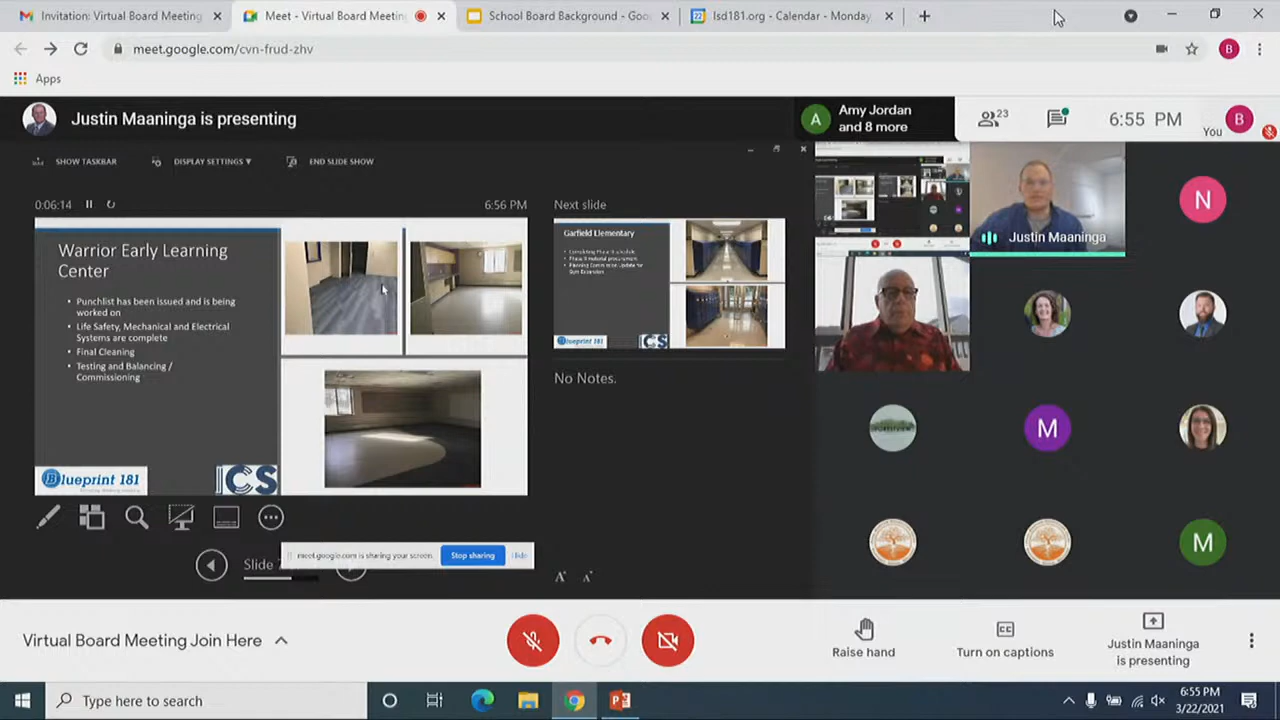 Invitation: Virtual Board Meeting
Meet - Virtual Board Meeting
School Board Background - Goo
lsd181.org - Calendar - Monday
meet.google.com/cvn-frud-zhv
B
Apps
Justin Maaninga is presenting
A
Amy Jordan
and 8 more
23
6:55 PM
You
B
SHOW TASKBAR
DISPLAY SETTINGS ▼
END SLIDE SHOW
0:06:14
6:56 PM
Next slide
Warrior Early Learning
Center
• Punchlist has been issued and is being
worked on
• Life Safety, Mechanical and Electrical
Systems are complete
• Final Cleaning
• Testing and Balancing /
Commissioning
Blueprint 181
ICS
Garfield Elementary
Blueprint 181
ICS
No Notes.
Justin Maaninga
N
M
M
meet.google.com is sharing your screen.
Stop sharing
Hide
Slide 7
A
A
Virtual Board Meeting Join Here
Raise hand
Turn on captions
Justin Maaninga
is presenting
Type here to search
6:55 PM
3/22/2021